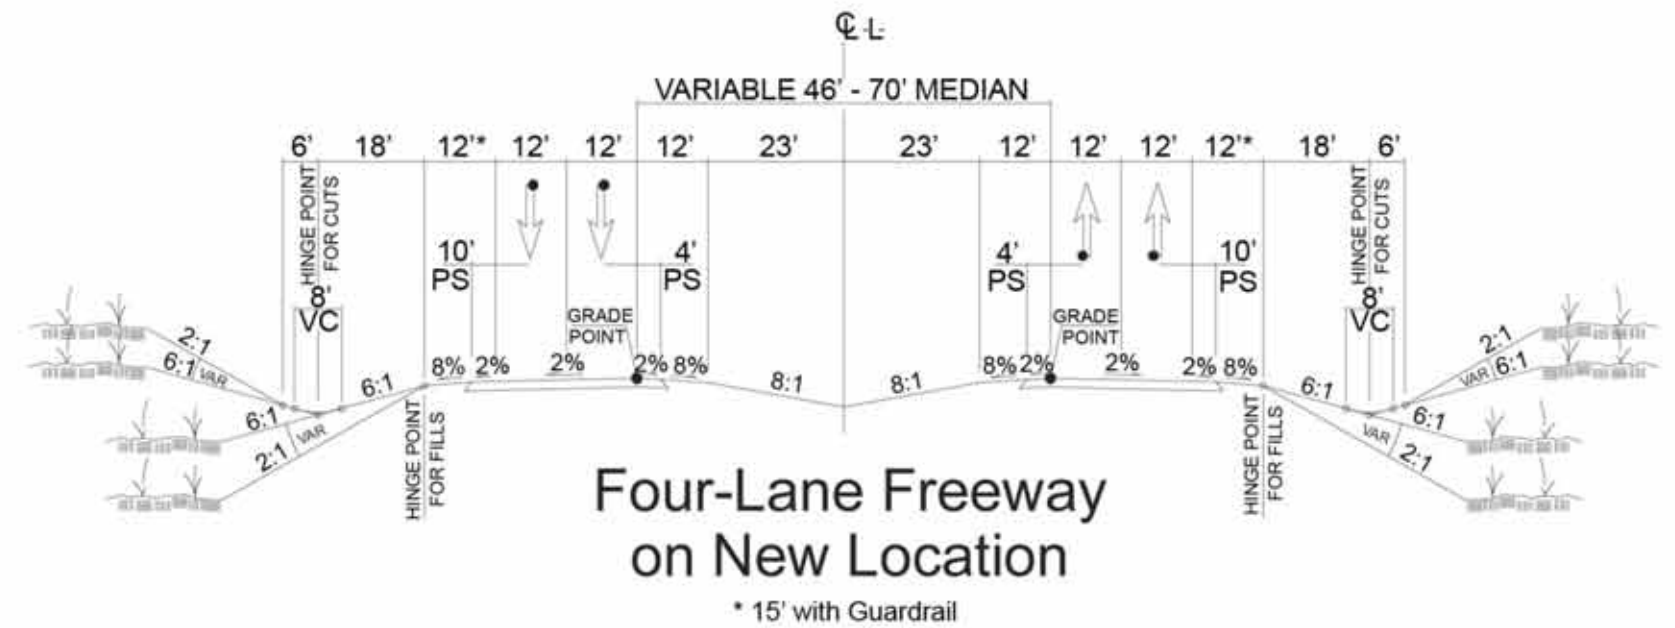 ℄ -L-
VARIABLE 46' - 70' MEDIAN
6' 18' 12'* 12' 12' 12' 23' 23' 12' 12' 12' 12'* 18' 6'
HINGE POINT
FOR CUTS
HINGE POINT
FOR CUTS
10'
PS
4'
PS
4'
PS
10'
PS
8'
VC
8'
VC
GRADE
POINT
GRADE
POINT
2:1
6:1 VAR
6:1
8% 2% 2% 2% 8%
8:1
8:1
8% 2% 2% 2% 8%
6:1
2:1
VAR 6:1
6:1
VAR
2:1
6:1
VAR
2:1
HINGE POINT
FOR FILLS
HINGE POINT
FOR FILLS
Four-Lane Freeway
on New Location
* 15' with Guardrail